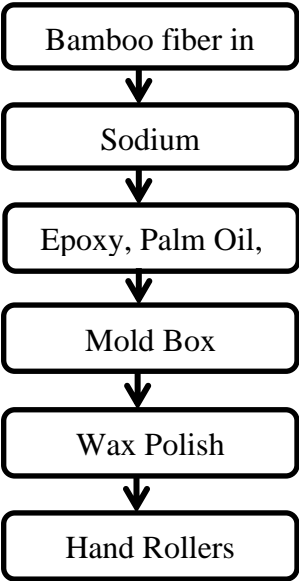 Bamboo fiber in
Sodium
Epoxy, Palm Oil,
Mold Box
Wax Polish
Hand Rollers